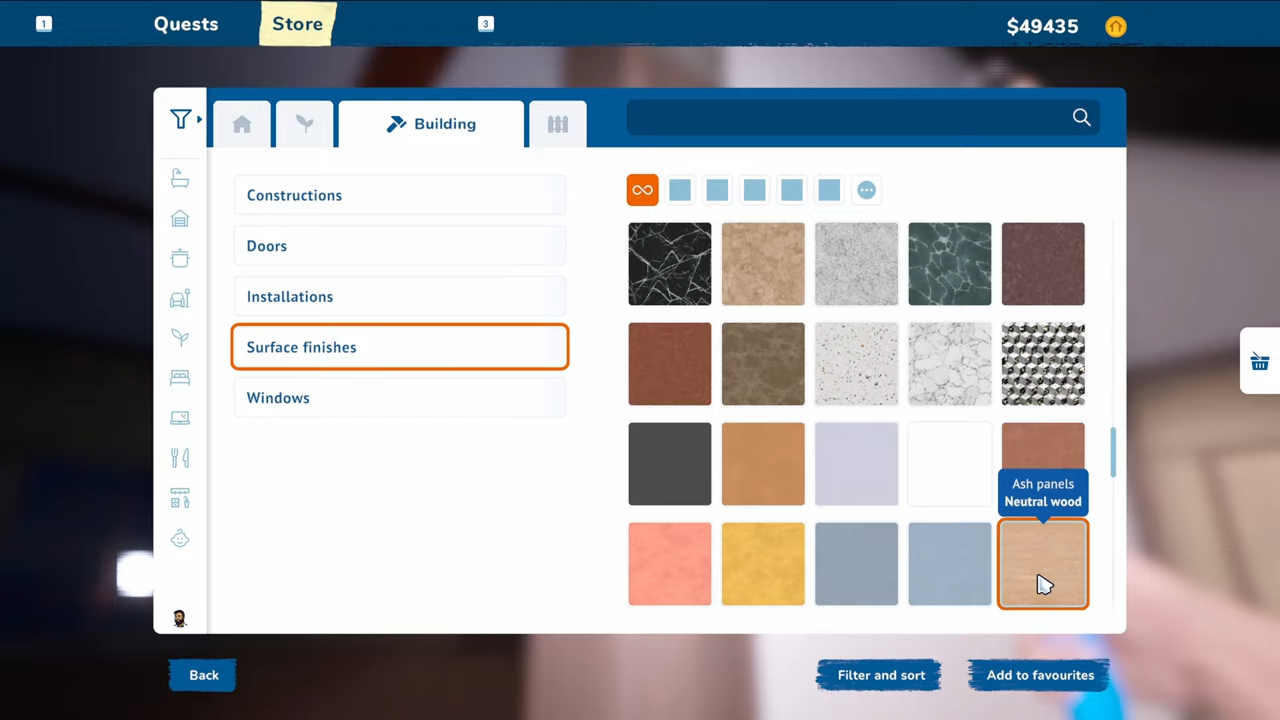 1
Quests
Store
3
$49435
Building
Constructions
Doors
Installations
Surface finishes
Windows
Ash panels
Neutral wood
Back
Filter and sort
Add to favourites